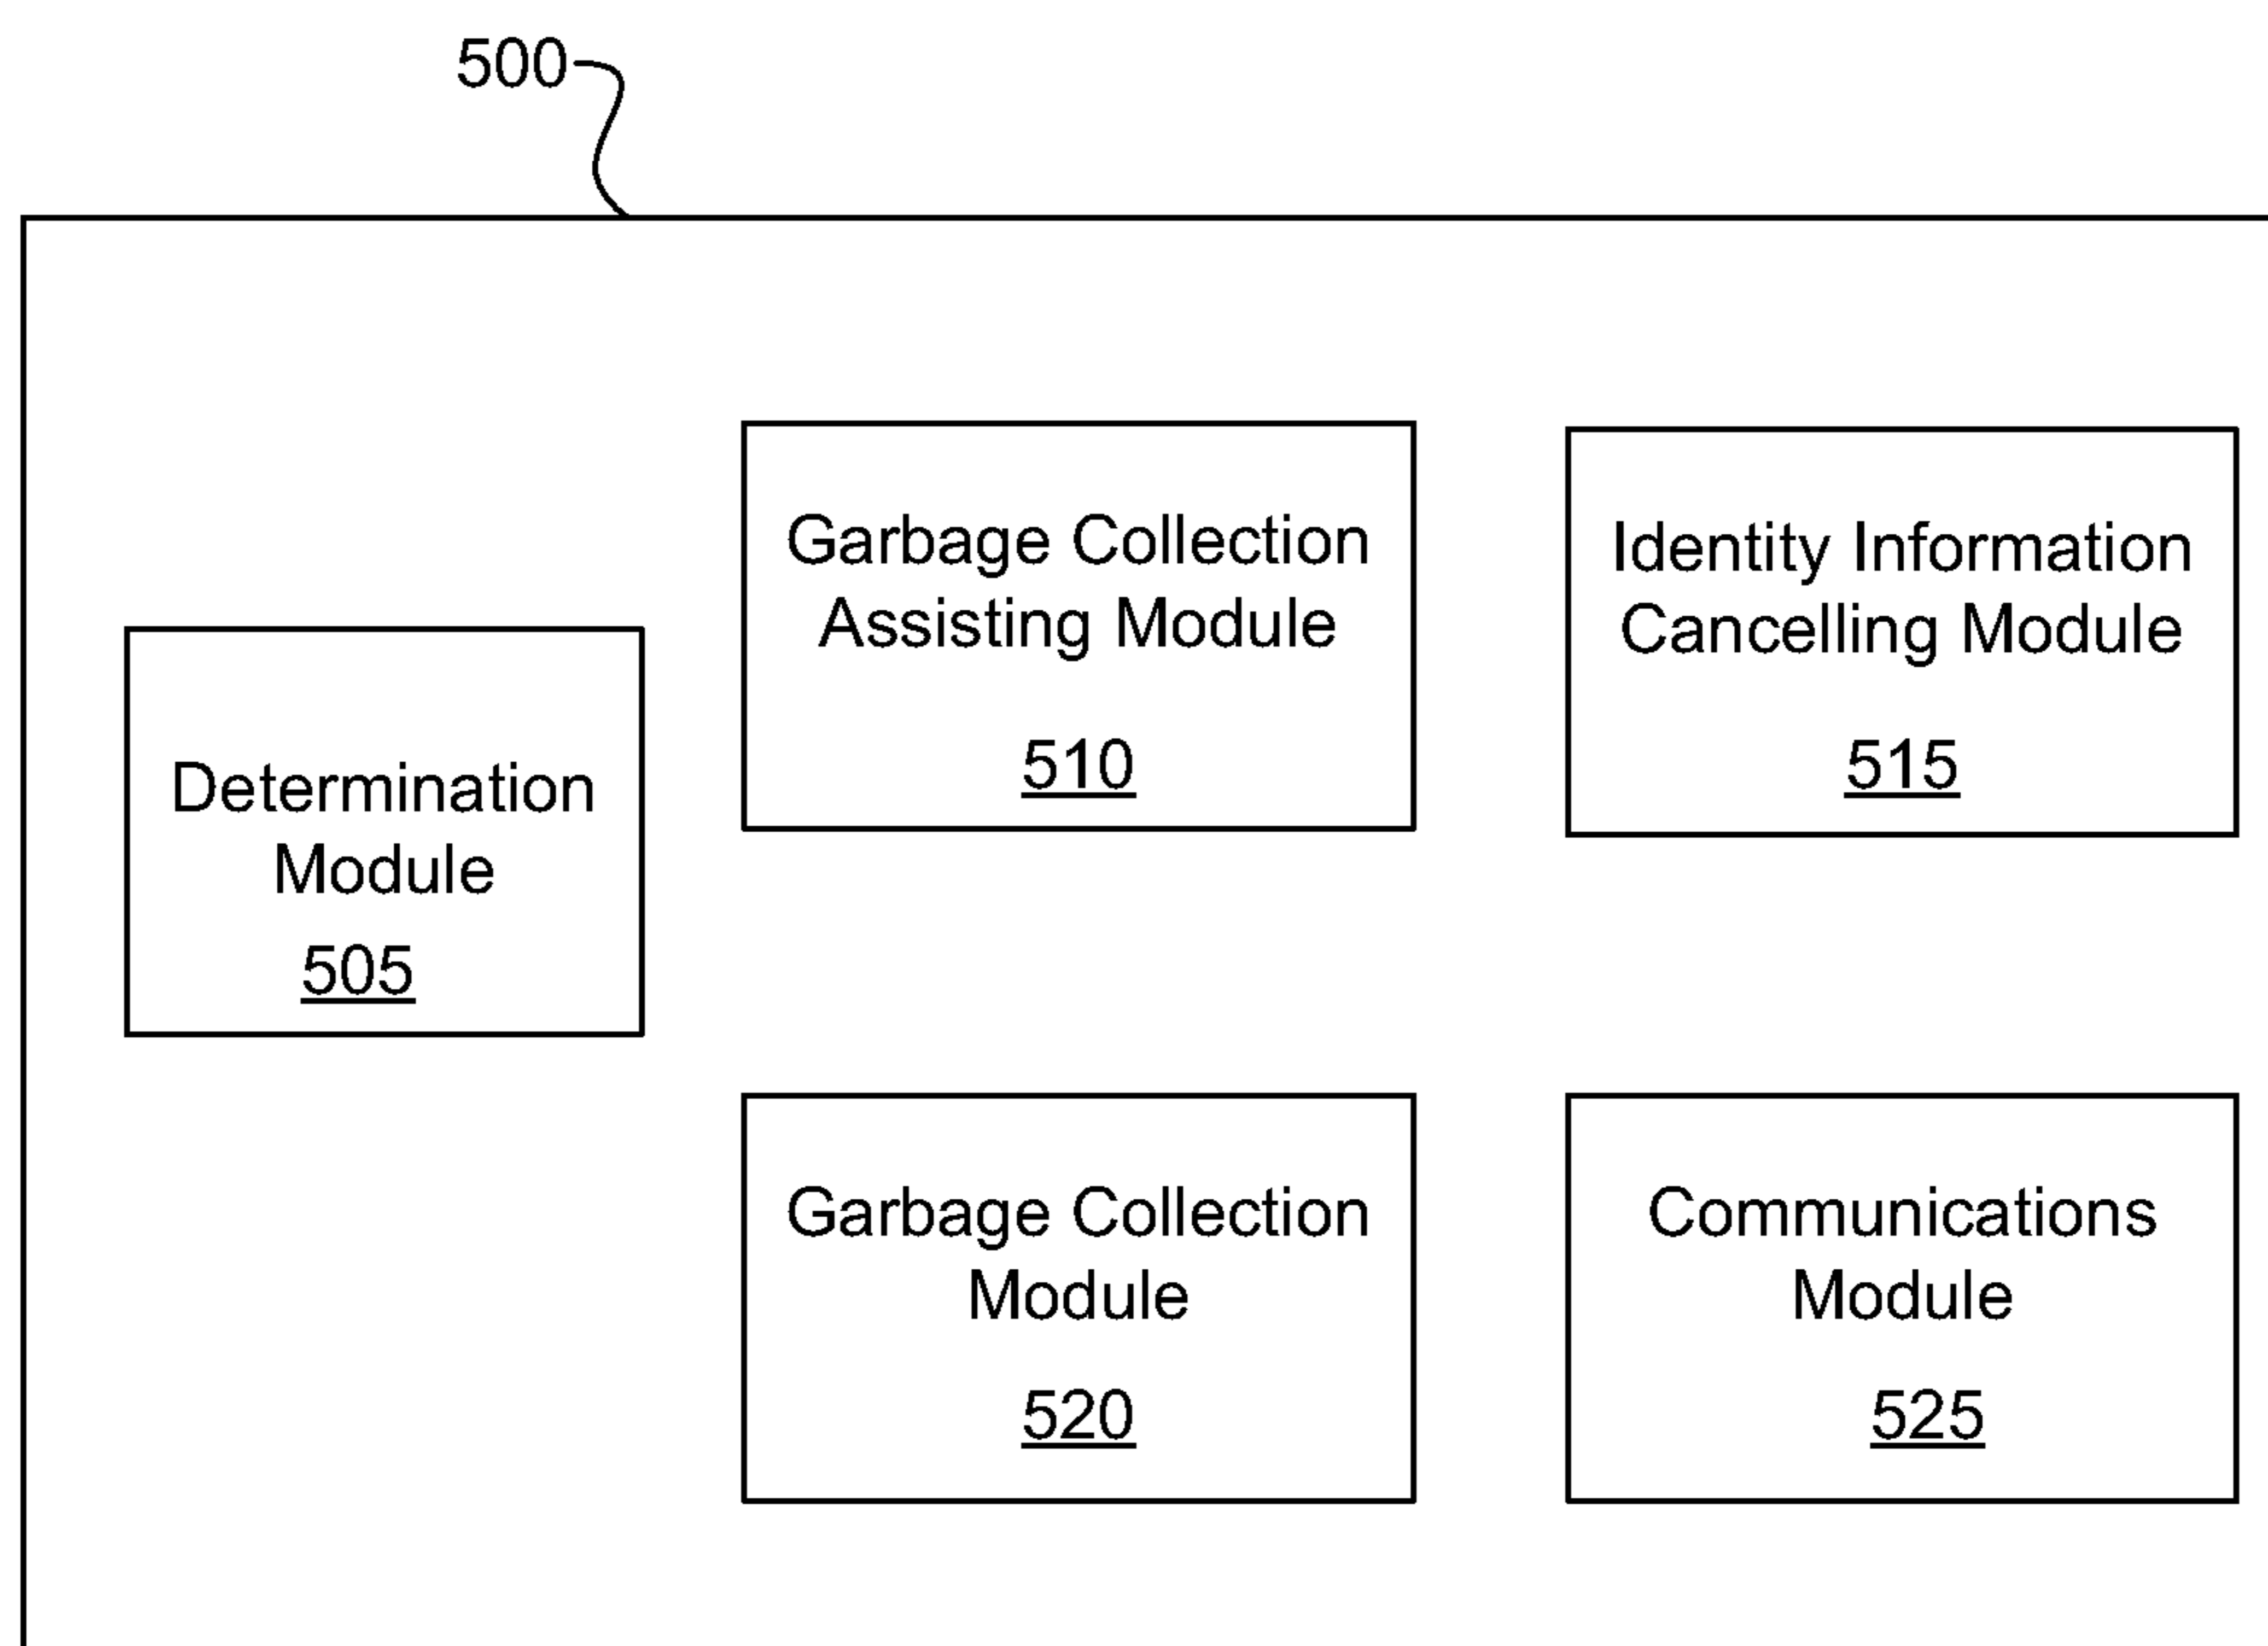 500
Garbage Collection
Assisting Module
510
Identity Information
Cancelling Module
515
Determination
Module
505
Garbage Collection
Module
520
Communications
Module
525